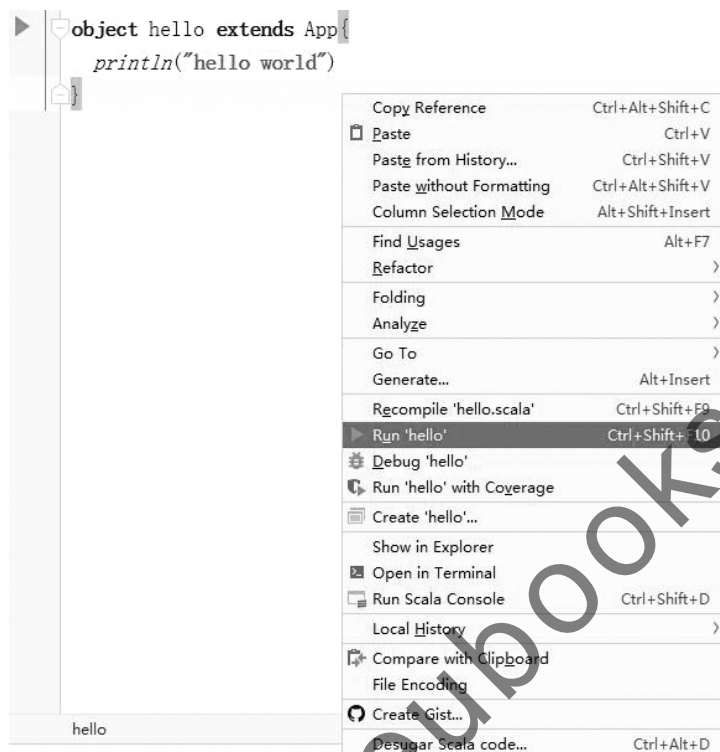 object hello extends App{
println("hello world")
}
Copy Reference Ctrl+Alt+Shift+C
Paste Ctrl+V
Paste from History... Ctrl+Shift+V
Paste without Formatting Ctrl+Alt+Shift+V
Column Selection Mode Alt+Shift+Insert
Find Usages Alt+F7
Refactor
Folding
Analyze
Go To
Generate... Alt+Insert
Recompile 'hello.scala' Ctrl+Shift+F9
Run 'hello' Ctrl+Shift+F10
Debug 'hello'
Run 'hello' with Coverage
Create 'hello'...
Show in Explorer
Open in Terminal
Run Scala Console Ctrl+Shift+D
Local History
Compare with Clipboard
File Encoding
Create Gist...
hello
Desugar Scala code... Ctrl+Alt+D
ubooks